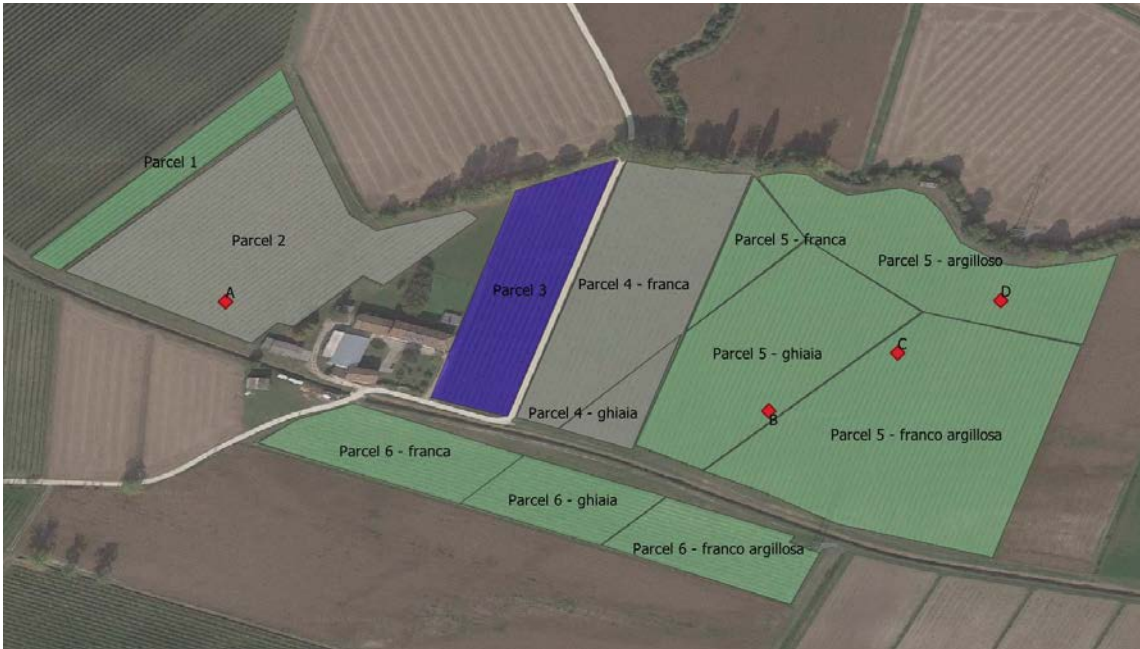 Parcel 1
Parcel 2
A
Parcel 3
Parcel 4 - franca
Parcel 4 - ghiaia
Parcel 5 - franca
Parcel 5 - argilloso
D
C
Parcel 5 - ghiaia
B
Parcel 5 - franco argillosa
Parcel 6 - franca
Parcel 6 - ghiaia
Parcel 6 - franco argillosa